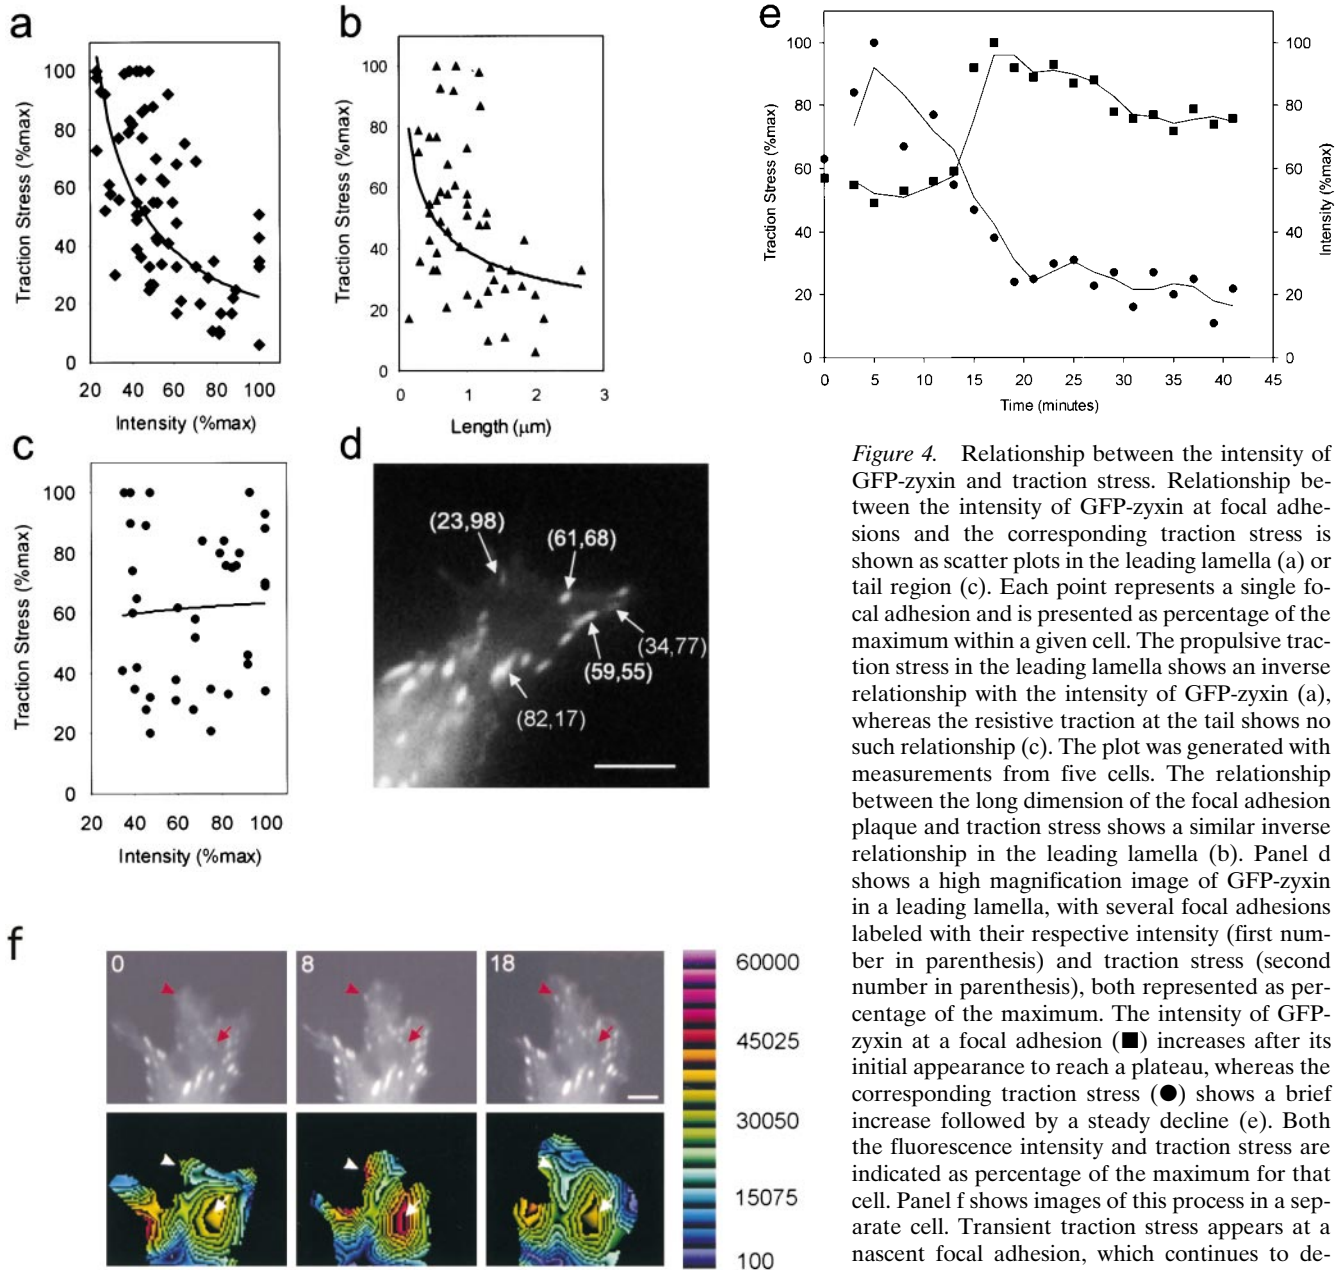 a
Traction Stress (%max)
100
80
60
40
20
0
20 40 60 80 100
Intensity (%max)
b
Traction Stress (%max)
100
80
60
40
20
0
0 1 2 3
Length (μm)
e
Traction Stress (%max)
100
80
60
40
20
0
100
80
60
40
20
0
Intensity (%max)
0 5 10 15 20 25 30 35 40 45
Time (minutes)
c
Traction Stress (%max)
100
80
60
40
20
0
20 40 60 80 100
Intensity (%max)
d
(23,98)
(61,68)
(34,77)
(59,55)
(82,17)
f
0
8
18
60000
45025
30050
15075
100
Figure 4. Relationship between the intensity of
GFP-zyxin and traction stress. Relationship be-
tween the intensity of GFP-zyxin at focal adhe-
sions and the corresponding traction stress is
shown as scatter plots in the leading lamella (a) or
tail region (c). Each point represents a single fo-
cal adhesion and is presented as percentage of the
maximum within a given cell. The propulsive trac-
tion stress in the leading lamella shows an inverse
relationship with the intensity of GFP-zyxin (a),
whereas the resistive traction at the tail shows no
such relationship (c). The plot was generated with
measurements from five cells. The relationship
between the long dimension of the focal adhesion
plaque and traction stress shows a similar inverse
relationship in the leading lamella (b). Panel d
shows a high magnification image of GFP-zyxin
in a leading lamella, with several focal adhesions
labeled with their respective intensity (first num-
ber in parenthesis) and traction stress (second
number in parenthesis), both represented as per-
centage of the maximum. The intensity of GFP-
zyxin at a focal adhesion (■) increases after its
initial appearance to reach a plateau, whereas the
corresponding traction stress (●) shows a brief
increase followed by a steady decline (e). Both
the fluorescence intensity and traction stress are
indicated as percentage of the maximum for that
cell. Panel f shows images of this process in a sep-
arate cell. Transient traction stress appears at a
nascent focal adhesion, which continues to de-